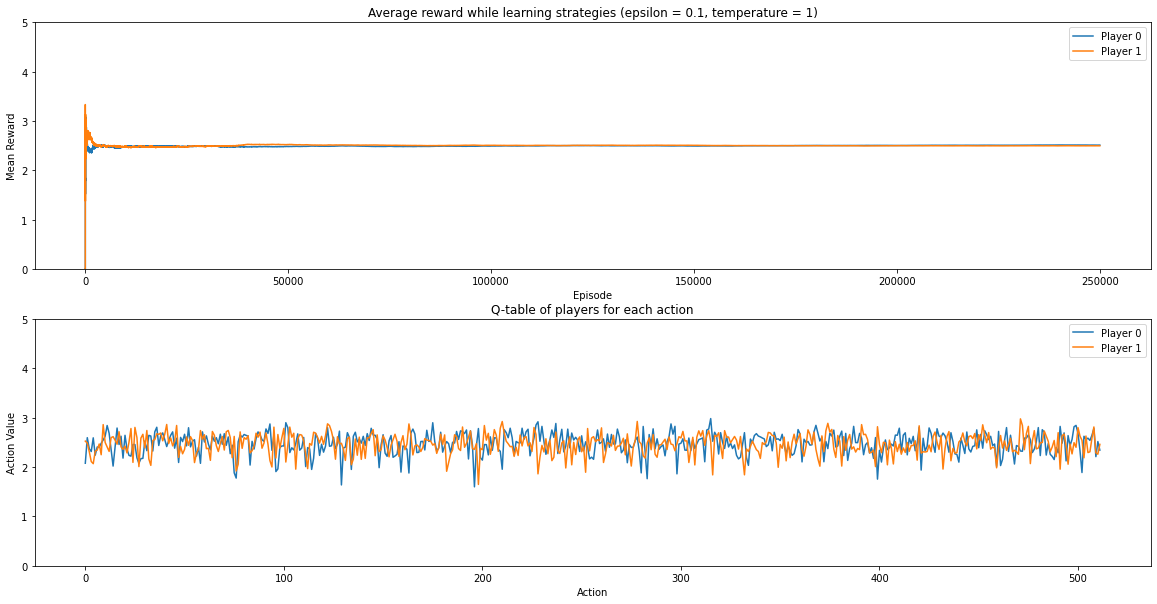 Average reward while learning strategies (epsilon = 0.1, temperature = 1)
5
4
3
2
1
0
Mean Reward
Player 0
Player 1
0
50000
100000
150000
200000
250000
Episode
Q-table of players for each action
5
4
3
2
1
0
Action Value
Player 0
Player 1
0
100
200
300
400
500
Action